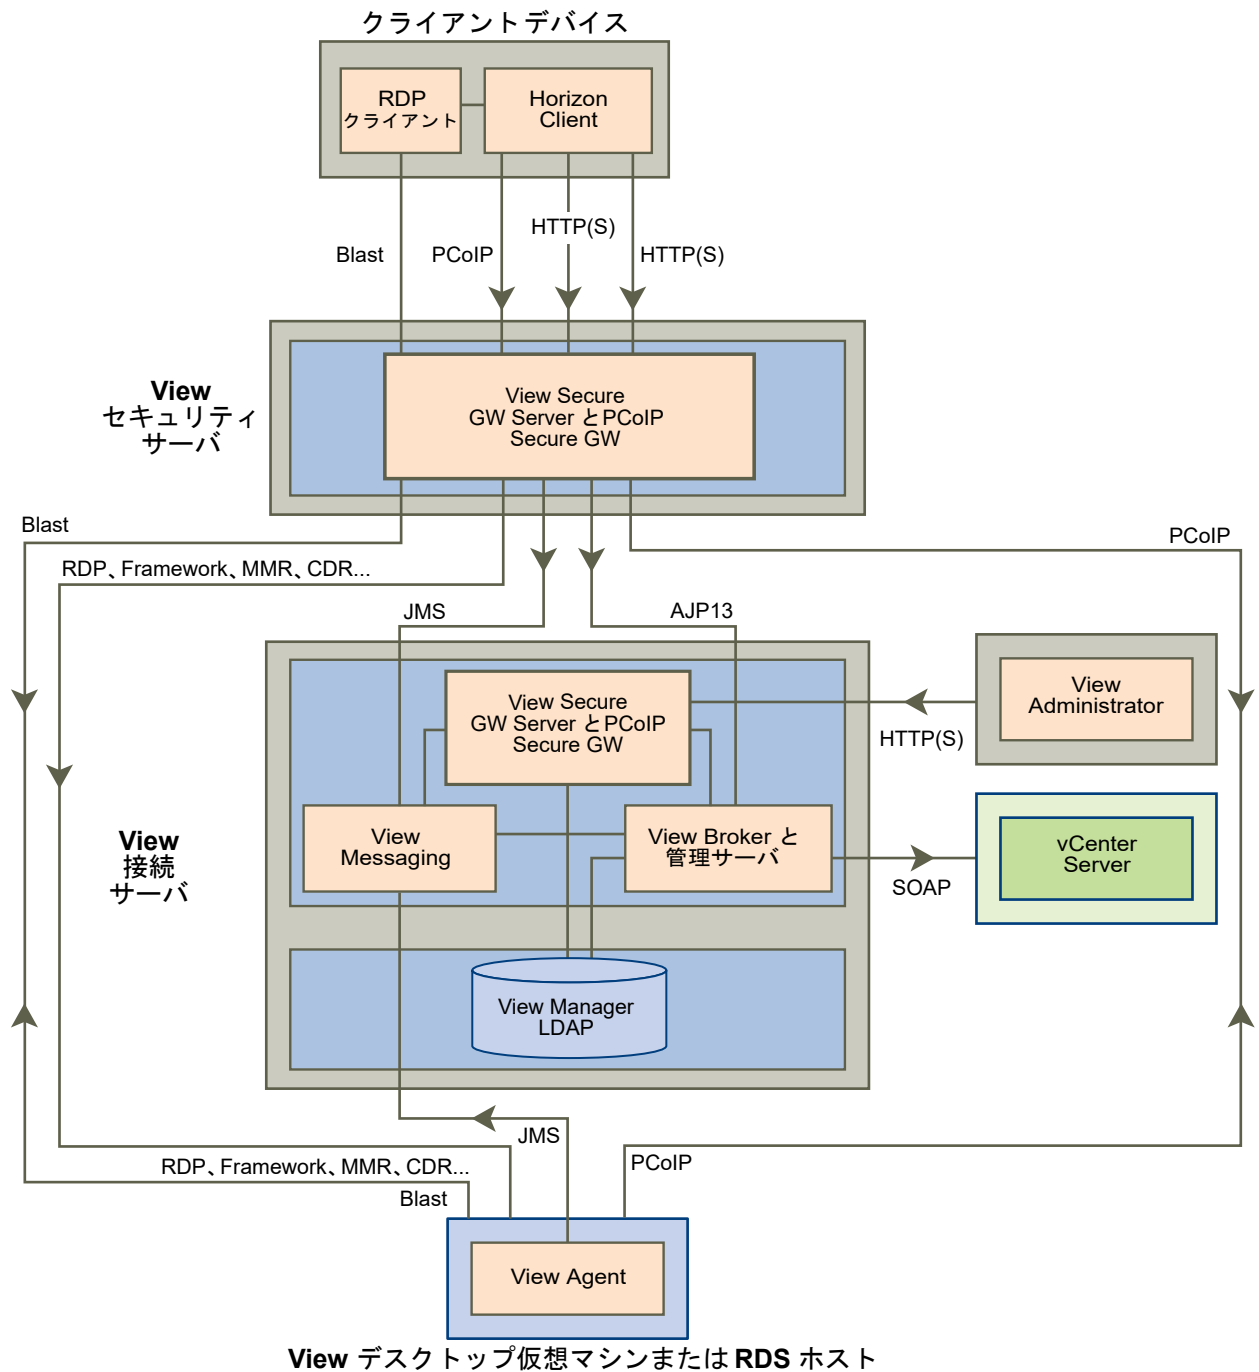 クライアント デバイス
RDP
クライアント
Horizon
Client
HTTP(S)
Blast
PCoIP
HTTP(S)
View
セキュリティ
サーバ
View Secure
GW Server とPCoIP
Secure GW
Blast
PCoIP
RDP、Framework、MMR、CDR...
JMS
AJP13
View Secure
GW Server とPCoIP
Secure GW
View
Administrator
HTTP(S)
View
接続
サーバ
View
Messaging
View Broker と
管理サーバ
vCenter
Server
SOAP
View Manager
LDAP
JMS
RDP、Framework、MMR、CDR...
PCoIP
Blast
View Agent
View デスクトップ仮想マシンまたは RDS ホスト